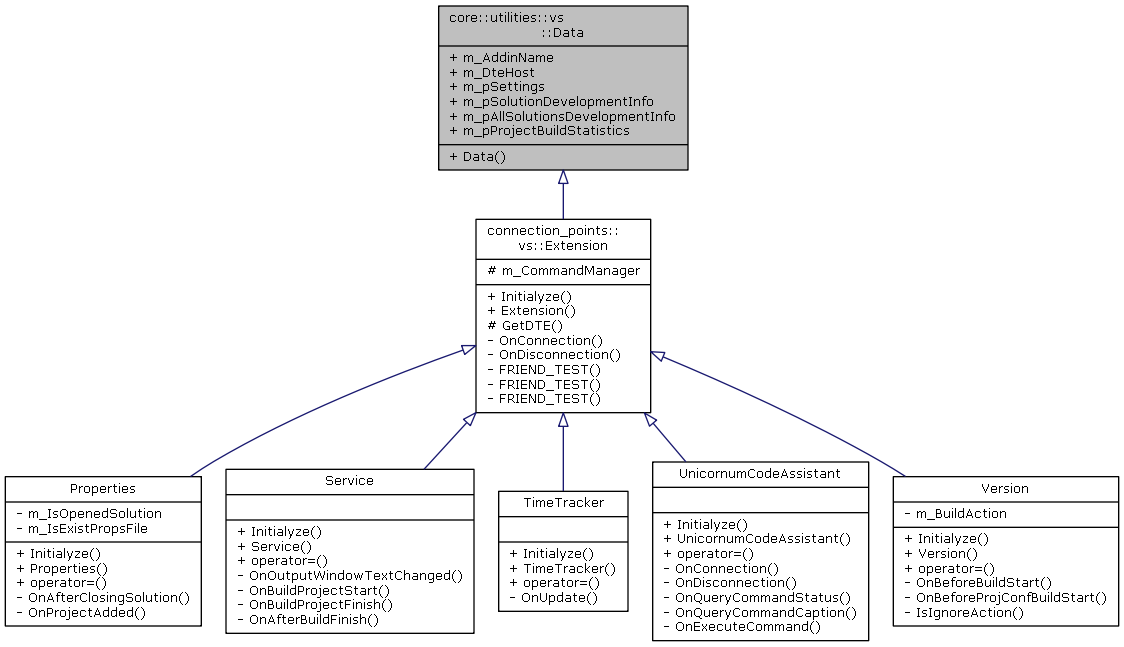 core::utilities::vs
::Data
+ m_AddinName
+ m_DteHost
+ m_pSettings
+ m_pSolutionDevelopmentInfo
+ m_pAllSolutionsDevelopmentInfo
+ m_pProjectBuildStatistics
+ Data()
connection_points::
vs::Extension
# m_CommandManager
+ Initialyze()
+ Extension()
# GetDTE()
- OnConnection()
- OnDisconnection()
- FRIEND_TEST()
- FRIEND_TEST()
- FRIEND_TEST()
Properties
- m_IsOpenedSolution
- m_IsExistPropsFile
+ Initialyze()
+ Properties()
+ operator=()
- OnAfterClosingSolution()
- OnProjectAdded()
Service
+ Initialyze()
+ Service()
+ operator=()
- OnOutputWindowTextChanged()
- OnBuildProjectStart()
- OnBuildProjectFinish()
- OnAfterBuildFinish()
TimeTracker
+ Initialyze()
+ TimeTracker()
+ operator=()
- OnUpdate()
UnicornumCodeAssistant
+ Initialyze()
+ UnicornumCodeAssistant()
+ operator=()
- OnConnection()
- OnDisconnection()
- OnQueryCommandStatus()
- OnQueryCommandCaption()
- OnExecuteCommand()
Version
- m_BuildAction
+ Initialyze()
+ Version()
+ operator=()
- OnBeforeBuildStart()
- OnBeforeProjConfBuildStart()
- IsIgnoreAction()